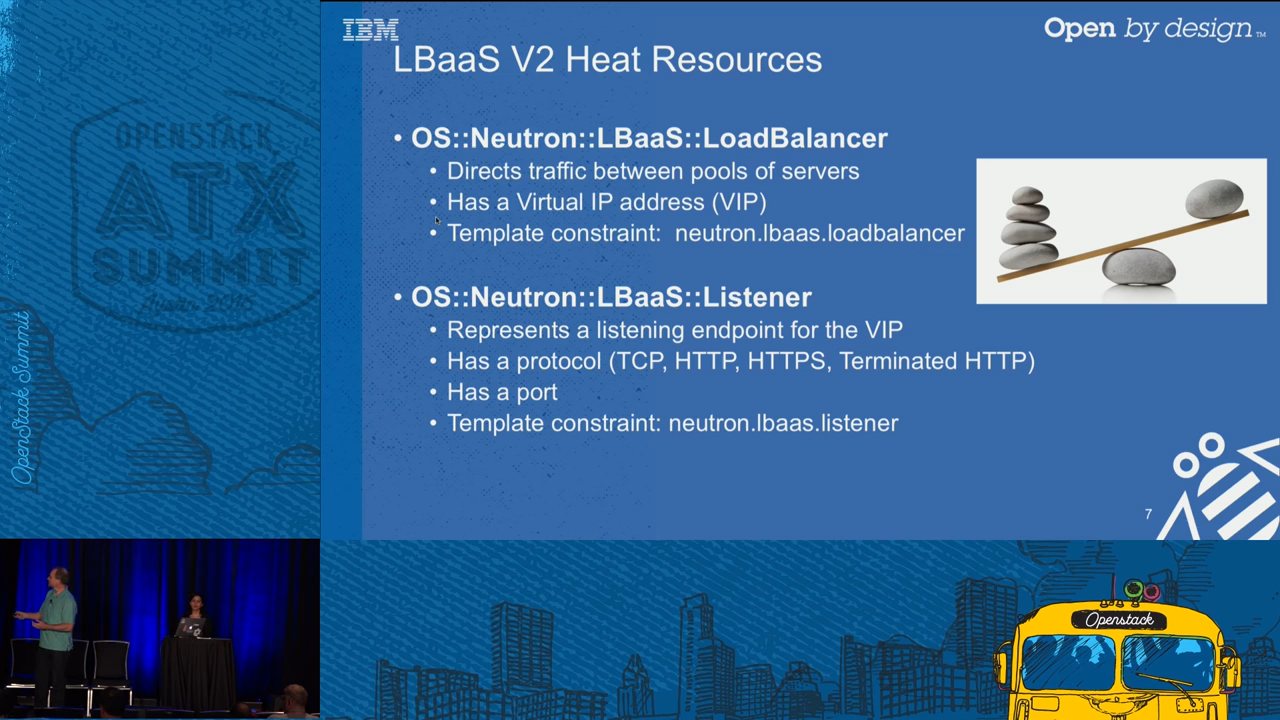 IBM
Open by design™
LBaaS V2 Heat Resources
• OS::Neutron::LBaaS::LoadBalancer
• Directs traffic between pools of servers
• Has a Virtual IP address (VIP)
• Template constraint:  neutron.lbaas.loadbalancer
• OS::Neutron::LBaaS::Listener
• Represents a listening endpoint for the VIP
• Has a protocol (TCP, HTTP, HTTPS, Terminated HTTP)
• Has a port
• Template constraint: neutron.lbaas.listener
7
OPENSTACK
ATX
SUMMIT
Austin 2016
OpenStack Summit
Openstack